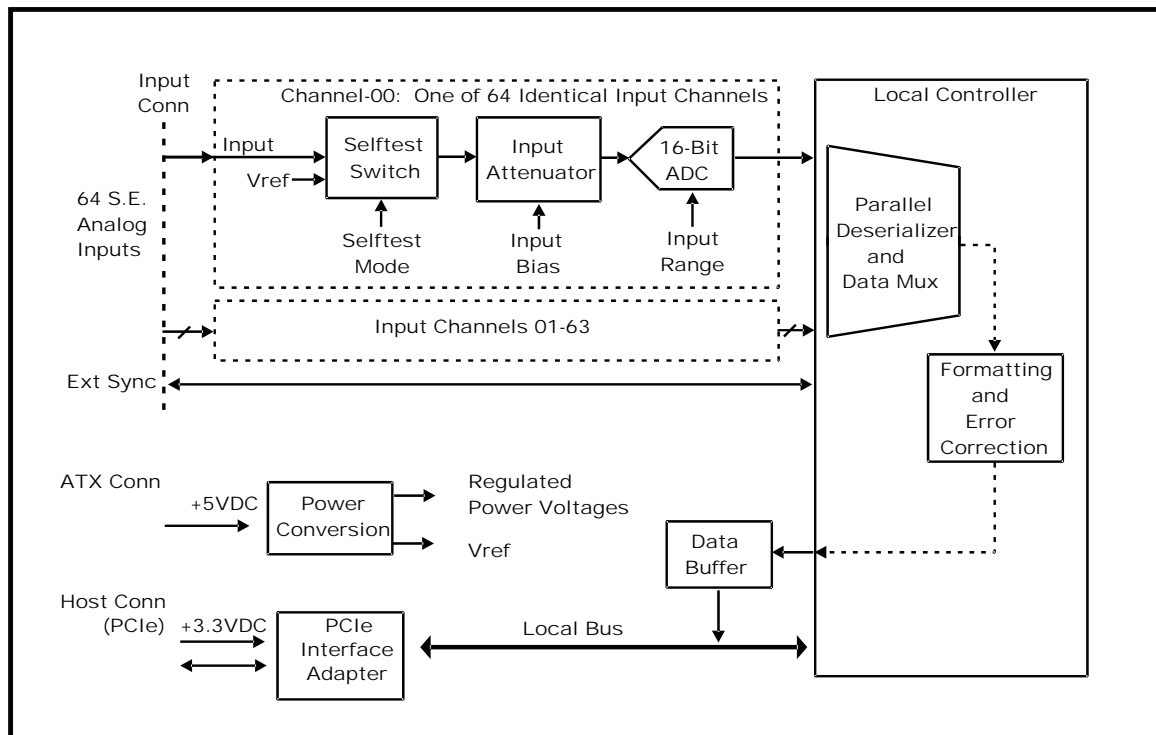 Input
Conn
Channel-00:  One of 64 Identical Input Channels
Local Controller
Input
Vref
Selftest
Switch
Input
Attenuator
16-Bit
ADC
64 S.E.
Analog
Inputs
Selftest
Mode
Input
Bias
Input
Range
Parallel
Deserializer
and
Data Mux
Input Channels 01-63
Ext Sync
Formatting
and
Error
Correction
ATX Conn
+5VDC
Power
Conversion
Regulated
Power Voltages
Vref
Data
Buffer
Host Conn
(PCIe)
+3.3VDC
PCIe
Interface
Adapter
Local Bus